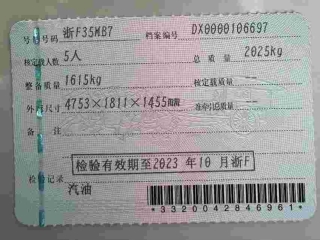 号牌号码 浙F35MB7 档案编号 DX0000106697
核定载人数 5人 总质量 2025kg
整备质量 1615kg 核定载质量
外廓尺寸 4753×1811×1455mm 准牵引总质量
备注
检验有效期至2023年10月浙F
检验记录
汽油
*3320042846961*